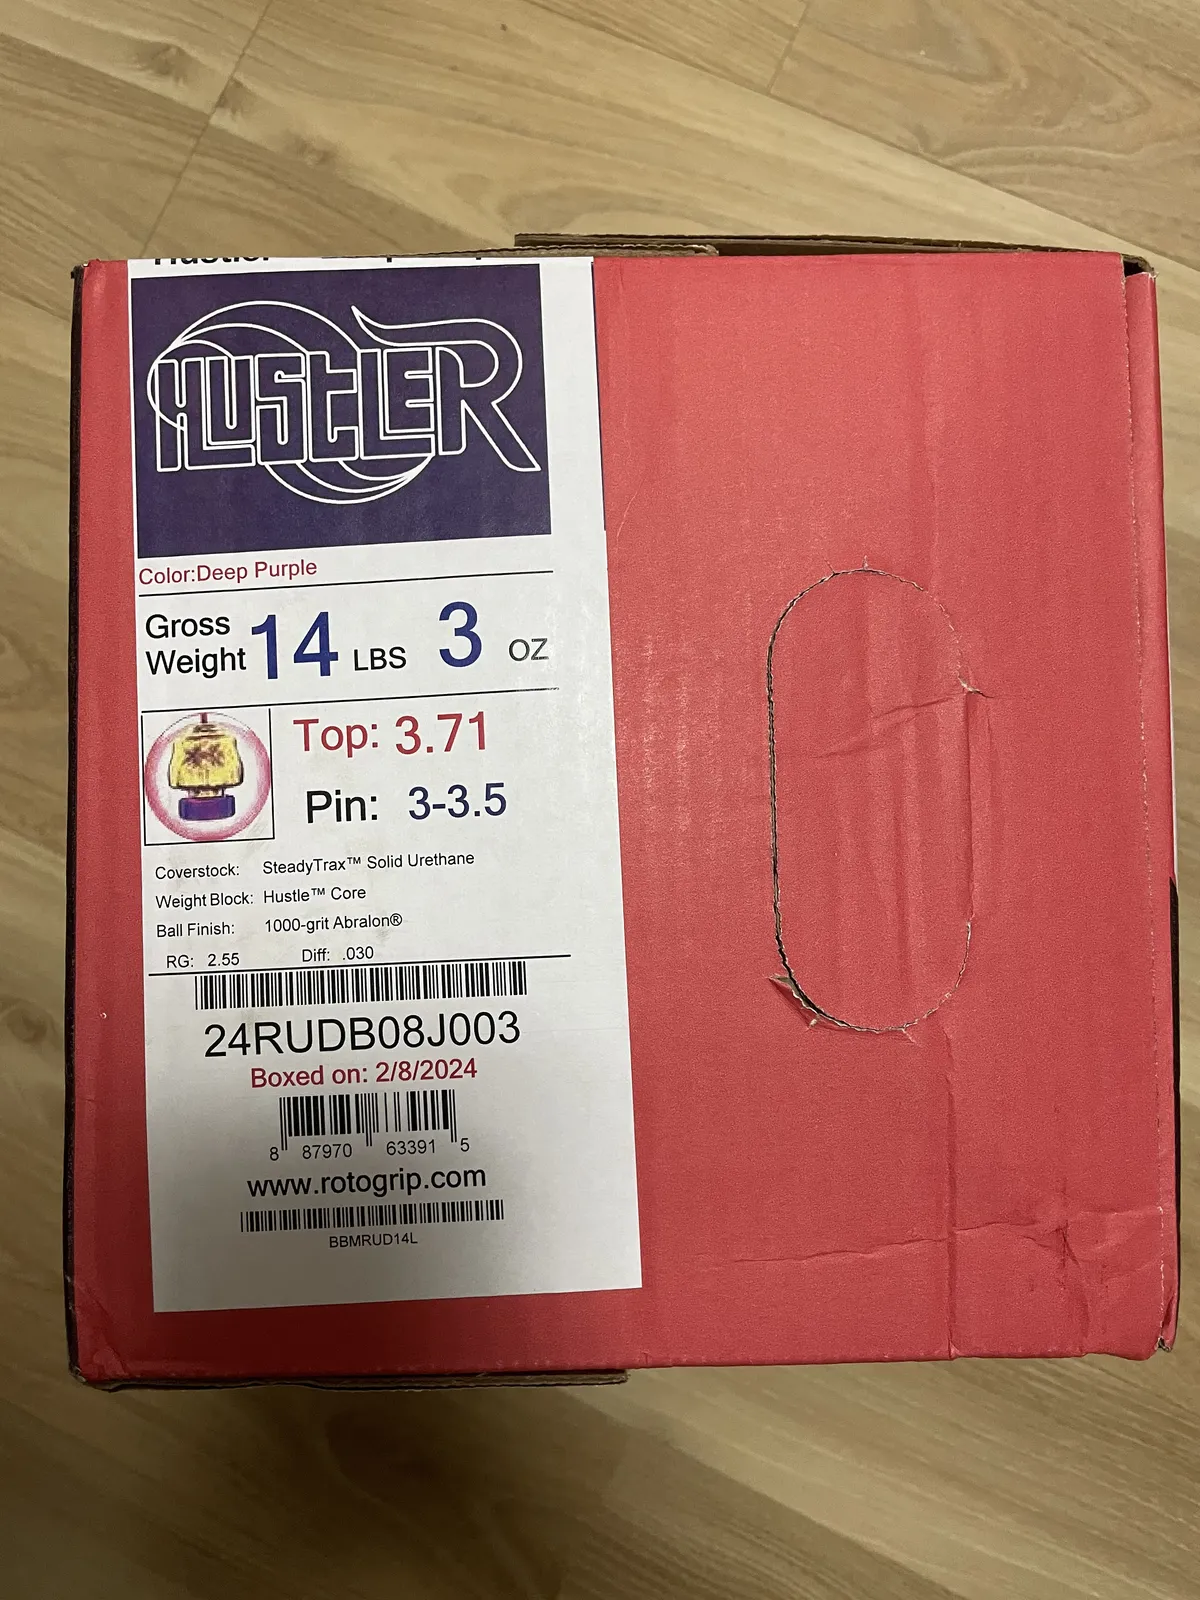 HUSTLER
Color:Deep Purple
Gross Weight 14 LBS 3 OZ
Top: 3.71
Pin: 3-3.5
Coverstock: SteadyTrax™ Solid Urethane
Weight Block: Hustle™ Core
Ball Finish: 1000-grit Abralon®
RG: 2.55 Diff: .030
24RUDB08J003
Boxed on: 2/8/2024
8 87970 63391 5
www.rotogrip.com
BBMRUD14L